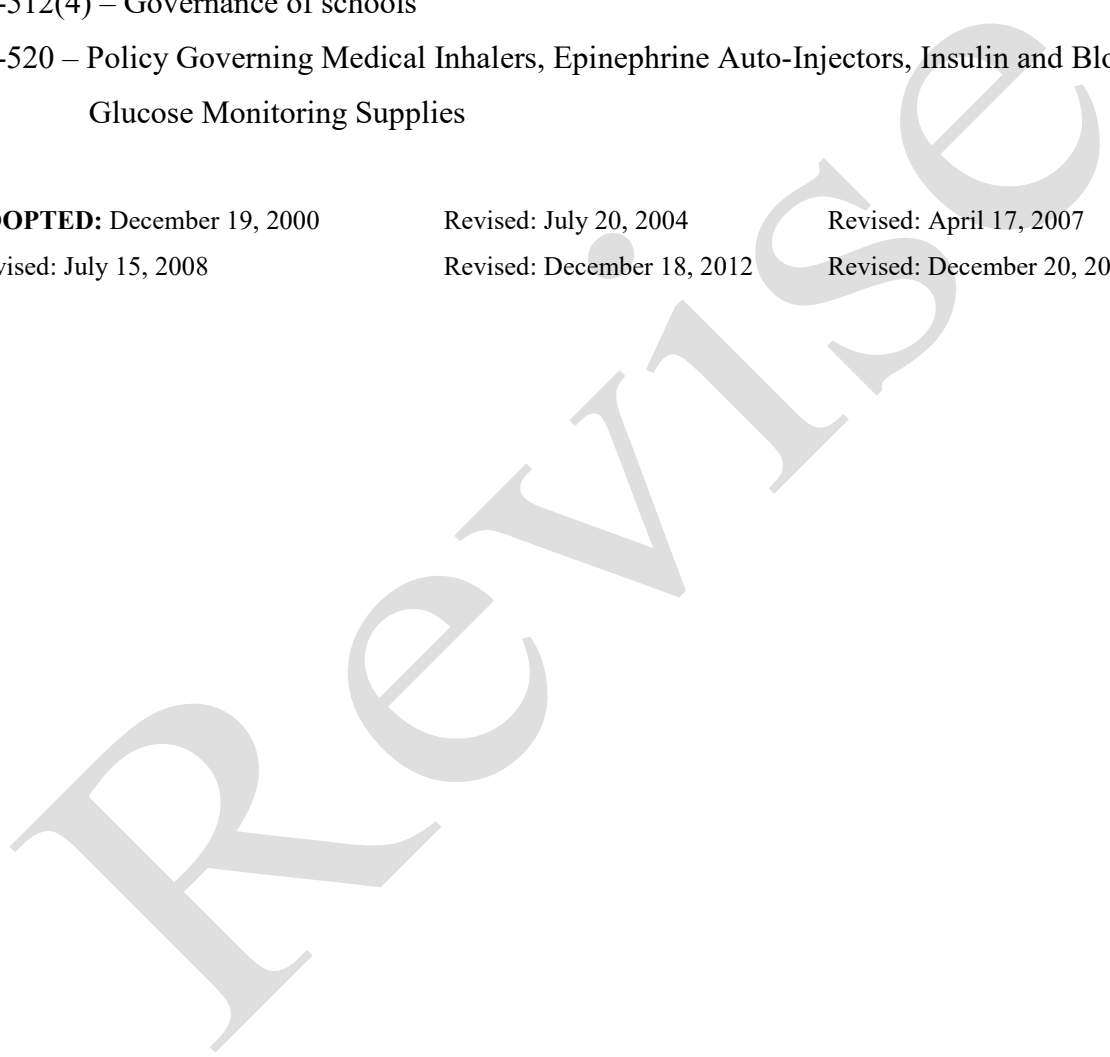 -512(4) – Governance of schools
-520 – Policy Governing Medical Inhalers, Epinephrine Auto-Injectors, Insulin and Blo
Glucose Monitoring Supplies
OPTED: December 19, 2000 Revised: July 20, 2004 Revised: April 17, 2007
vised: July 15, 2008 Revised: December 18, 2012 Revised: December 20, 20
Revise